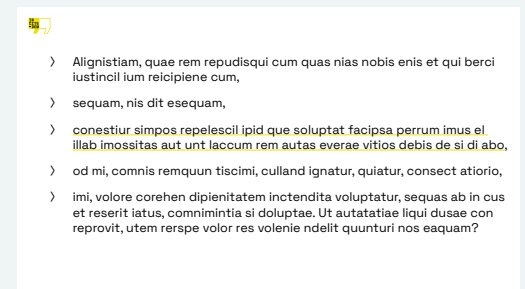 〉 Alignistiam, quae rem repudisqui cum quas nias nobis enis et qui berci
iustincil ium reicipiene cum,
〉 sequam, nis dit esequam,
〉 conestiur simpos repelescil ipid que soluptat facipsa perrum imus el
illab imossitas aut unt laccum rem autas everae vitios debis de si di abo,
〉 od mi, comnis remquun tiscimi, culland ignatur, quiatur, consect atiorio,
〉 imi, volore corehen dipienitatem inctendita voluptatur, sequas ab in cus
et reserit iatus, comnimintia si doluptae. Ut autatatiae liqui dusae con
reprovit, utem rerspe volor res volenie ndelit quunturi nos eaquam?